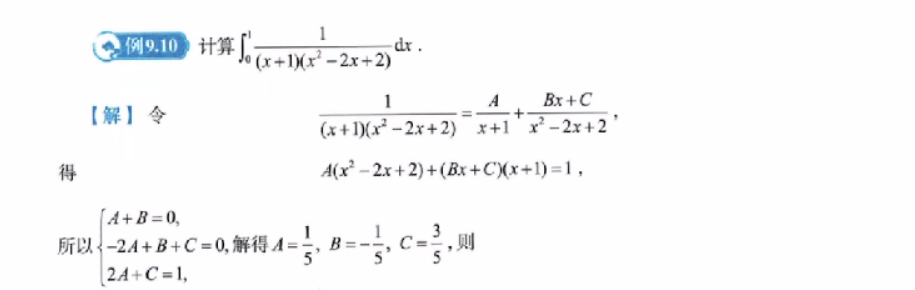 例9.10 计算 ∫₀¹ 1/((x+1)(x²−2x+2)) dx .
【解】 令 1/((x+1)(x²−2x+2)) = A/(x+1) + (Bx+C)/(x²−2x+2) ,
得 A(x²−2x+2)+(Bx+C)(x+1)=1 ,
所以 { A+B=0, −2A+B+C=0, 2A+C=1, 解得 A=1/5, B=−1/5, C=3/5 , 则